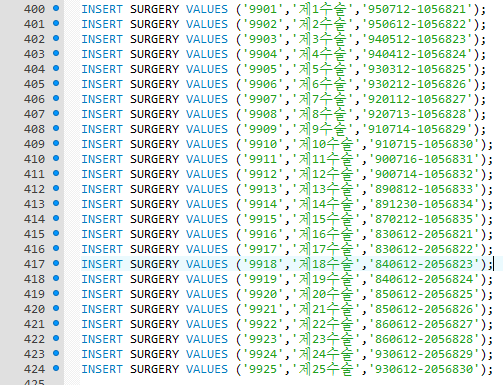 400 INSERT SURGERY VALUES ('9901','제1수술','950712-1056821');
401 INSERT SURGERY VALUES ('9902','제2수술','950612-1056822');
402 INSERT SURGERY VALUES ('9903','제3수술','940512-1056823');
403 INSERT SURGERY VALUES ('9904','제4수술','940412-1056824');
404 INSERT SURGERY VALUES ('9905','제5수술','930312-1056825');
405 INSERT SURGERY VALUES ('9906','제6수술','930212-1056826');
406 INSERT SURGERY VALUES ('9907','제7수술','920112-1056827');
407 INSERT SURGERY VALUES ('9908','제8수술','920713-1056828');
408 INSERT SURGERY VALUES ('9909','제9수술','910714-1056829');
409 INSERT SURGERY VALUES ('9910','제10수술','910715-1056830');
410 INSERT SURGERY VALUES ('9911','제11수술','900716-1056831');
411 INSERT SURGERY VALUES ('9912','제12수술','900714-1056832');
412 INSERT SURGERY VALUES ('9913','제13수술','890812-1056833');
413 INSERT SURGERY VALUES ('9914','제14수술','891230-1056834');
414 INSERT SURGERY VALUES ('9915','제15수술','870212-1056835');
415 INSERT SURGERY VALUES ('9916','제16수술','830612-2056821');
416 INSERT SURGERY VALUES ('9917','제17수술','830612-2056822');
417 INSERT SURGERY VALUES ('9918','제18수술','840612-2056823');
418 INSERT SURGERY VALUES ('9919','제19수술','840612-2056824');
419 INSERT SURGERY VALUES ('9920','제20수술','850612-2056825');
420 INSERT SURGERY VALUES ('9921','제21수술','850612-2056826');
421 INSERT SURGERY VALUES ('9922','제22수술','860612-2056827');
422 INSERT SURGERY VALUES ('9923','제23수술','860612-2056828');
423 INSERT SURGERY VALUES ('9924','제24수술','930612-2056829');
424 INSERT SURGERY VALUES ('9925','제25수술','930612-2056830');
425